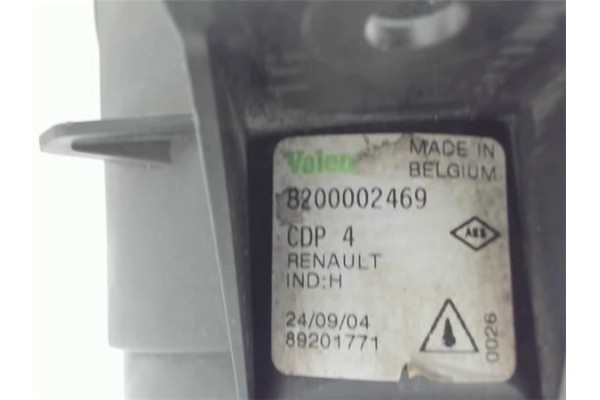 Valeo
MADE IN
BELGIUM
8200002469
CDP 4
RENAULT
IND:H
24/09/04
89201771
0026